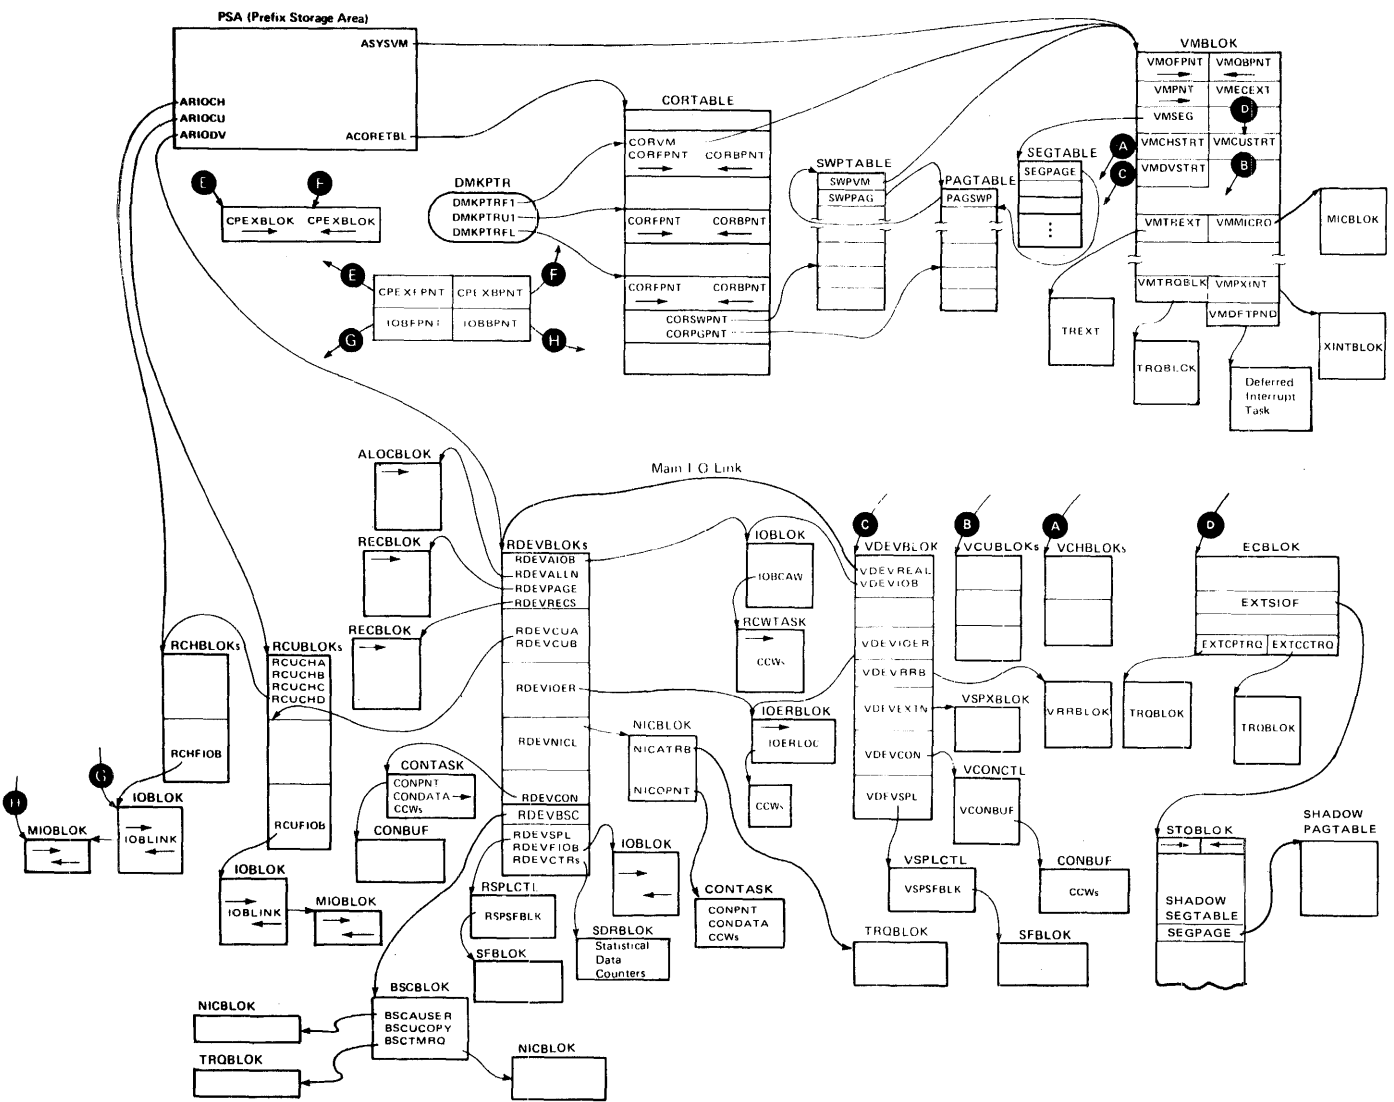 PSA (Prefix Storage Area)
ASYSVM
ARIOCH
ARIOCU
ARIODV
ACORETBL
E
F
CPEXBLOK CPEXBLOK
DMKPTR
DMKPTRF1
DMKPTRU1
DMKPTRFL
E
F
CPEXFPNT CPEXBPNT
IOBFPNT IOBBPNT
G
H
CORTABLE
CORVM
CORFPNT CORBPNT
CORFPNT CORBPNT
CORFPNT CORBPNT
CORSWPNT
CORPGPNT
SWPTABLE
SWPVM
SWPPAG
PAGTABLE
PAGSWP
SEGTABLE
SEGPAGE
A
C
VMBLOK
VMOFPNT VMQBPNT
VMPNT VMECEXT
D
VMSEG
VMCHSTRT VMCUSTRT
B
VMDVSTRT
VMTREXT VMMICRO
VMTRQBLK VMPXINT
VMDFTPND
MICBLOK
TREXT
TRQBLCK
Deferred
Interrupt
Task
XINTBLOK
ALOCBLOK
RECBLOK
RECBLOK
Main I O Link
RDEVBLOKs
RDEVAIOB
RDEVALLN
RDEVPAGE
RDEVRECS
RDEVCUA
RDEVCUB
RDEVIOER
RDEVNICL
RDEVCON
RDEVBSC
RDEVSPL
RDEVFIOB
RDEVCTRs
RCHBLOKs
RCHFIOB
RCUBLOKs
RCUCHA
RCUCHB
RCUCHC
RCUCHD
RCUFIOB
G
H
MIOBLOK
IOBLOK
IOBLINK
IOBLOK
IOBLINK
MIOBLOK
CONTASK
CONPNT
CONDATA
CCWs
CONBUF
RSPLCTL
RSPSFBLK
SFBLOK
IOBLOK
SDRBLOK
Statistical
Data
Counters
BSCBLOK
BSCAUSER
BSCUCOPY
BSCTMRQ
NICBLOK
TRQBLOK
NICBLOK
NICBLOK
NICATRB
NICOPNT
CONTASK
CONPNT
CONDATA
CCWs
TRQBLOK
IOBLOK
IOBCAW
RCWTASK
CCWs
IOERBLOK
IOERLOC
CCWs
C
VDEVBLOK
VDEVREAL
VDEVIOB
VDEVIOER
VDEVRRB
VDEVEXTN
VDEVCON
VDEVSPL
B
VCUBLOKs
A
VCHBLOKs
VSPXBLOK
VRRBLOK
VCONCTL
VCONBUF
CONBUF
CCWs
VSPLCTL
VSPSFBLK
SFBLOK
D
ECBLOK
EXTSIOF
EXTCPTRQ EXTCCTRQ
TRQBLOK
TRQBLOK
STOBLOK
SHADOW
SEGTABLE
SEGPAGE
SHADOW
PAGTABLE